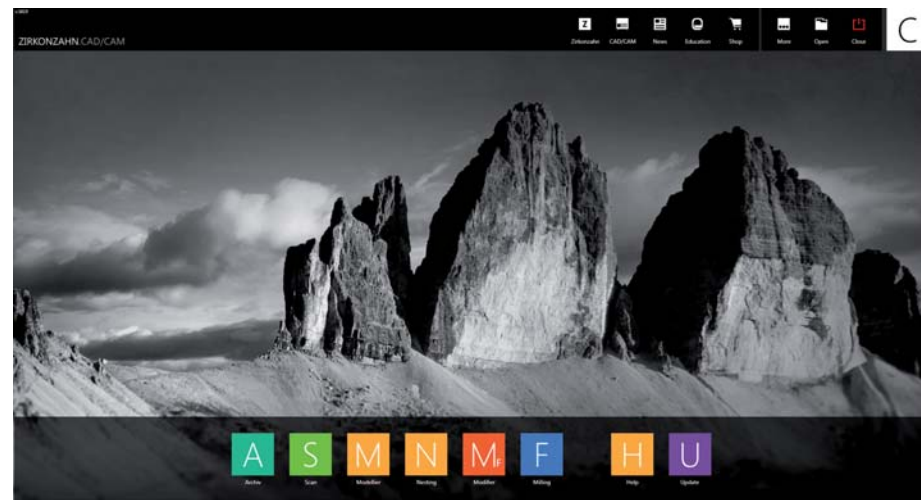 ZIRKONZAHN.CAD/CAM
Z
Zirkonzahn CAD/CAM News Education Shop More Open Close
C
A S M N MF F H U
Archiv Scan Modellier Nesting Modifier Milling Help Update